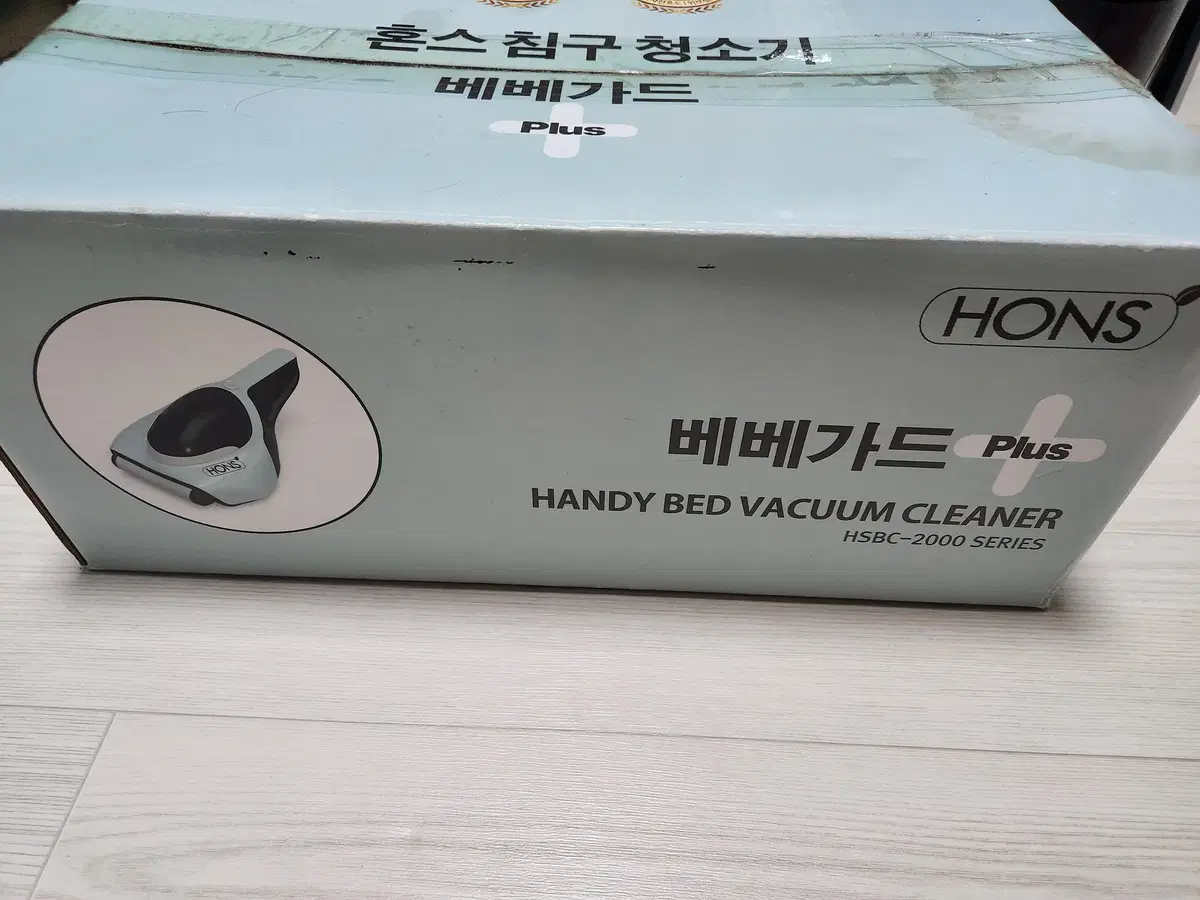 혼스 침구 청소기
베베가드
Plus
HONS
HONS
베베가드 Plus
HANDY BED VACUUM CLEANER
HSBC-2000 SERIES